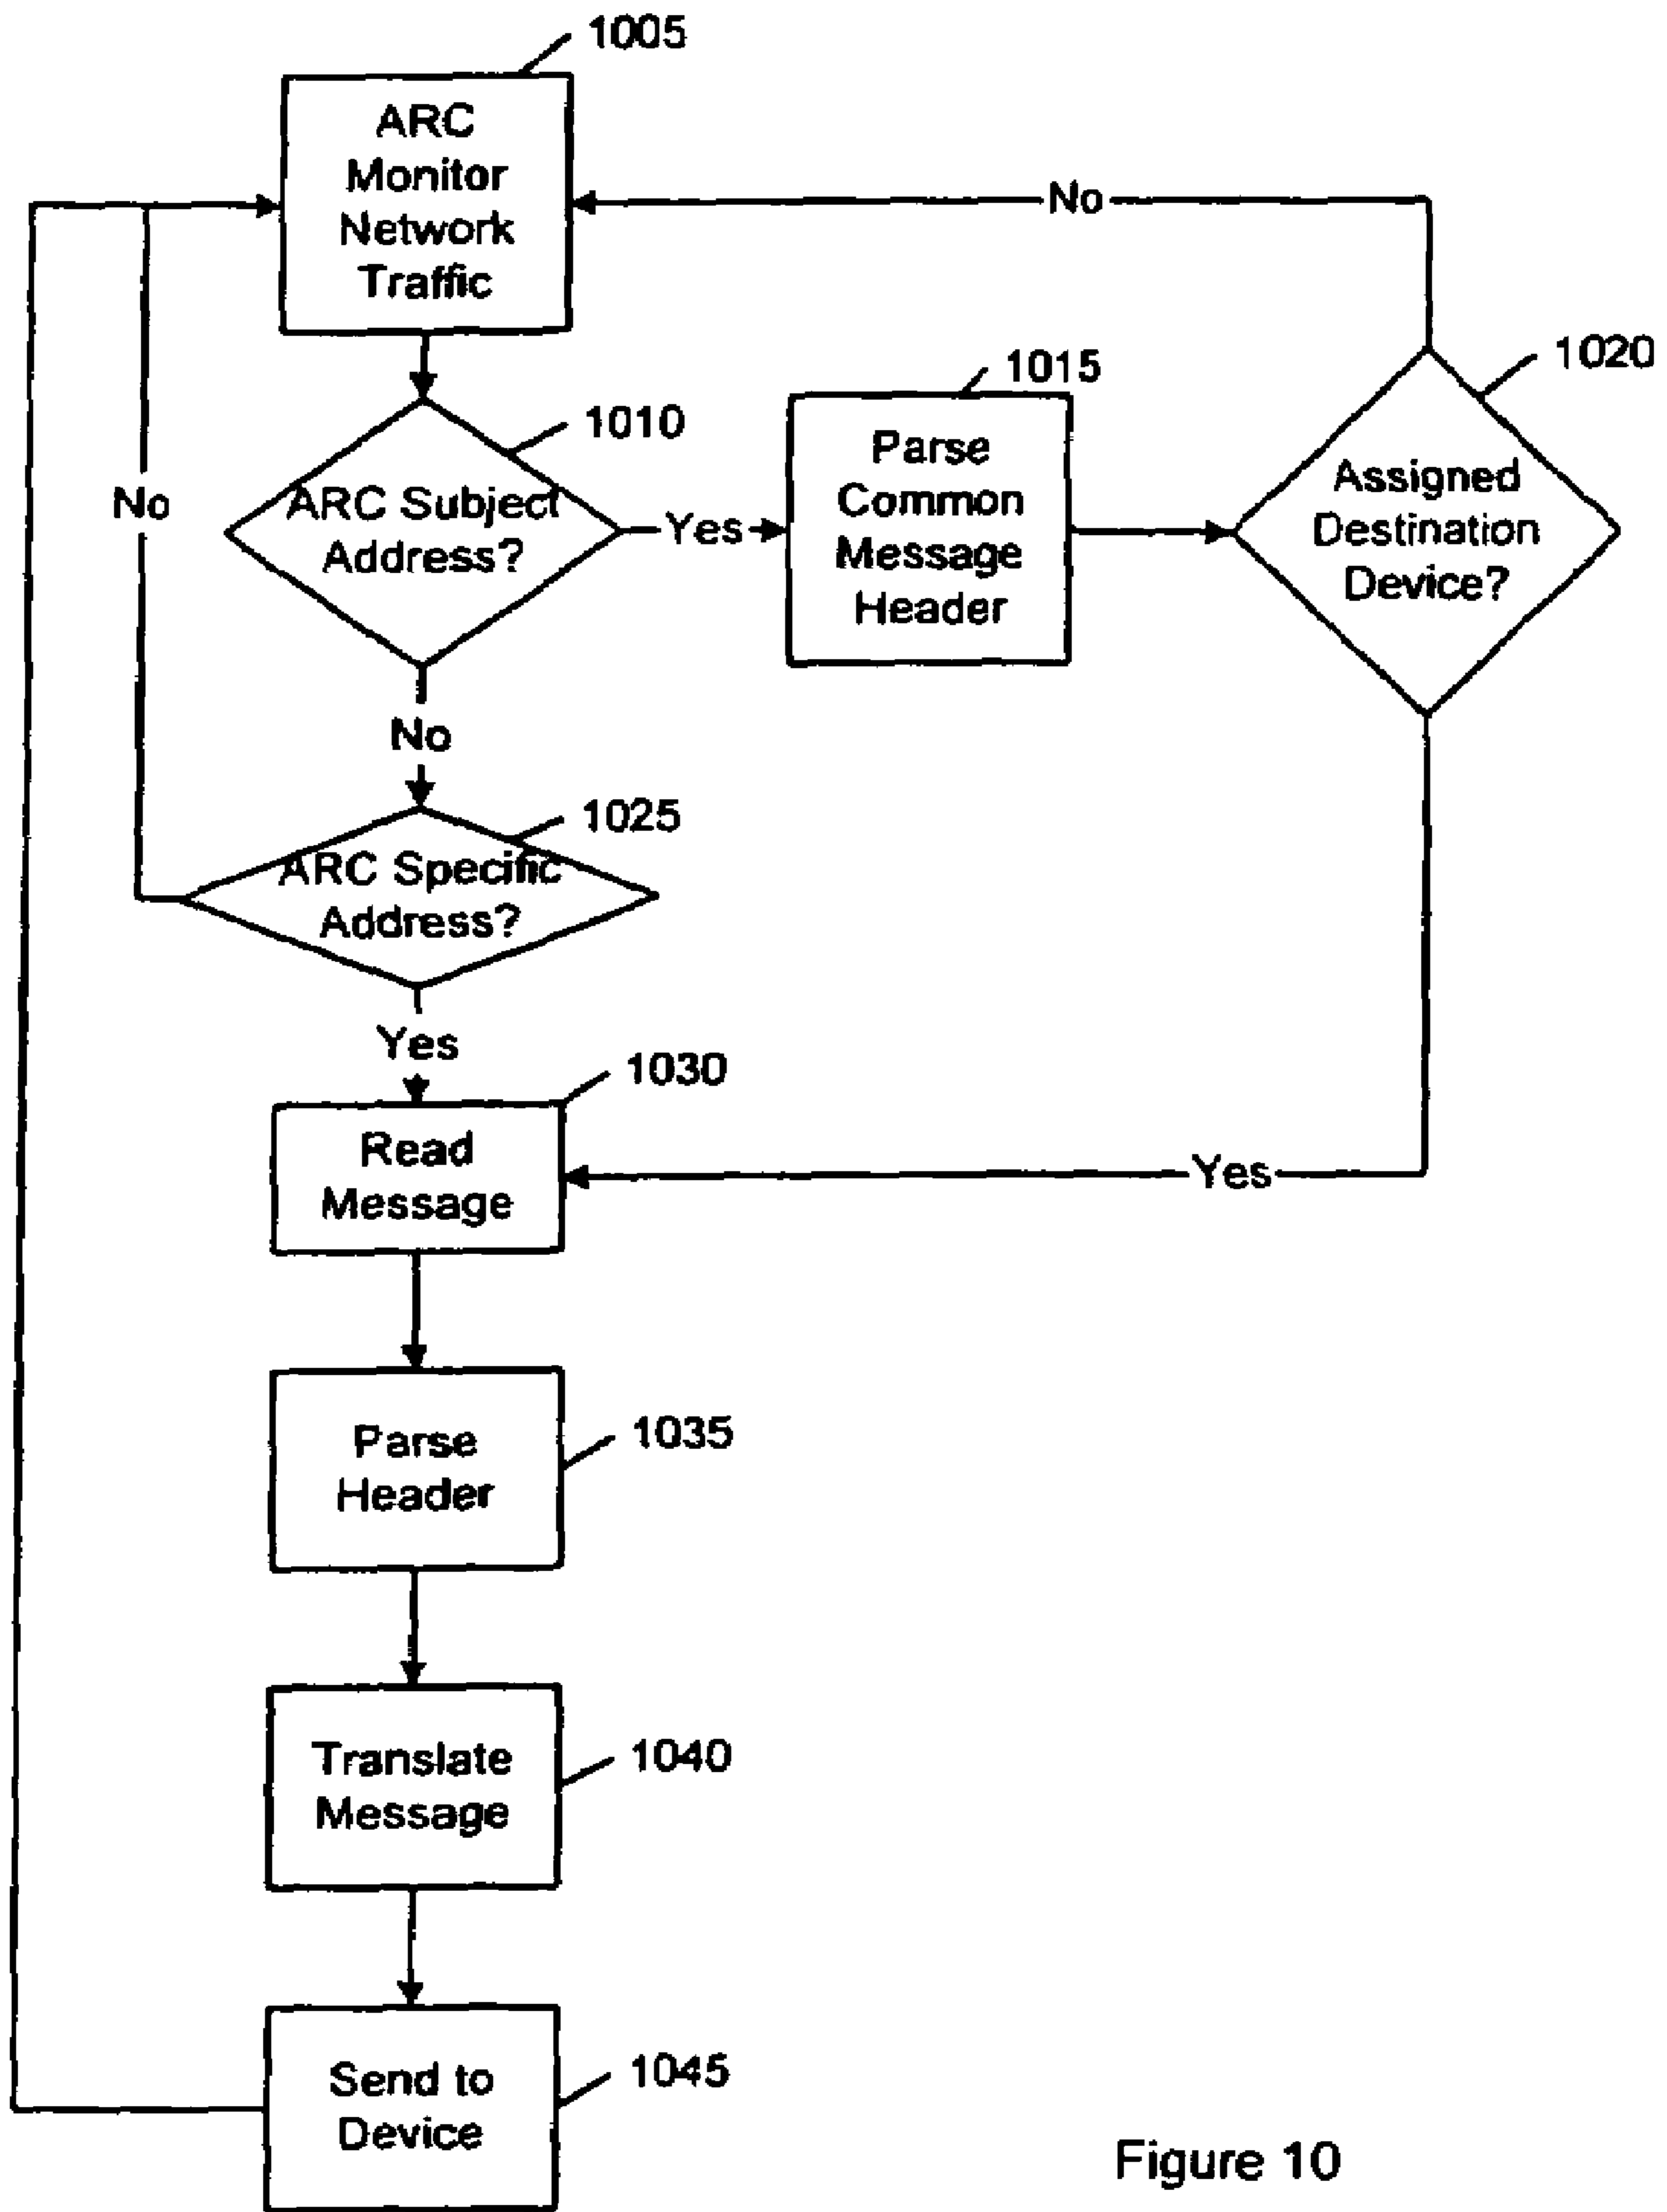 1005
ARC
Monitor
Network
Traffic
No
1020
1015
1010
Parse
Common
Message
Header
Assigned
Destination
Device?
ARC Subject
Address?
Yes
No
No
1025
ARC Specific
Address?
Yes
1030
Read
Message
Yes
1035
Parse
Header
1040
Translate
Message
1045
Send to
Device
Figure 10